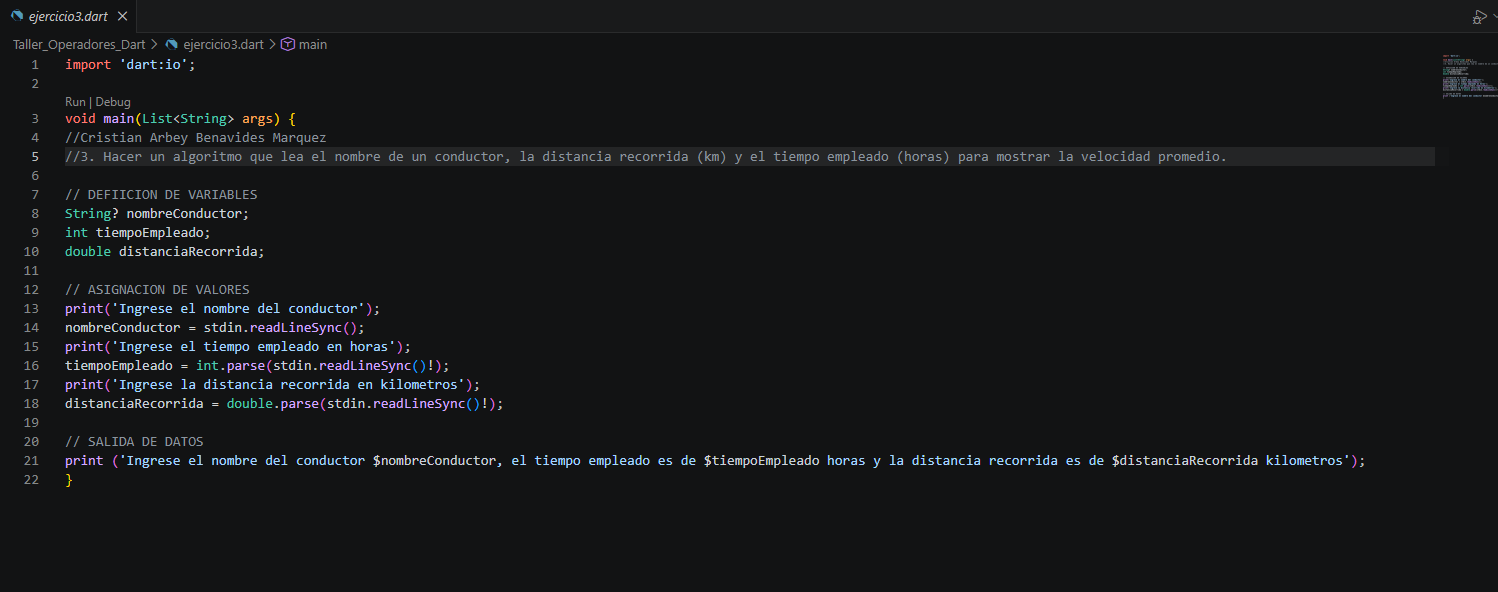 ejercicio3.dart
Taller_Operadores_Dart > ejercicio3.dart > main
1 import 'dart:io';
2
Run | Debug
3 void main(List<String> args) {
4 //Cristian Arbey Benavides Marquez
5 //3. Hacer un algoritmo que lea el nombre de un conductor, la distancia recorrida (km) y el tiempo empleado (horas) para mostrar la velocidad promedio.
6
7 // DEFIICION DE VARIABLES
8 String? nombreConductor;
9 int tiempoEmpleado;
10 double distanciaRecorrida;
11
12 // ASIGNACION DE VALORES
13 print('Ingrese el nombre del conductor');
14 nombreConductor = stdin.readLineSync();
15 print('Ingrese el tiempo empleado en horas');
16 tiempoEmpleado = int.parse(stdin.readLineSync()!);
17 print('Ingrese la distancia recorrida en kilometros');
18 distanciaRecorrida = double.parse(stdin.readLineSync()!);
19
20 // SALIDA DE DATOS
21 print ('Ingrese el nombre del conductor $nombreConductor, el tiempo empleado es de $tiempoEmpleado horas y la distancia recorrida es de $distanciaRecorrida kilometros');
22 }